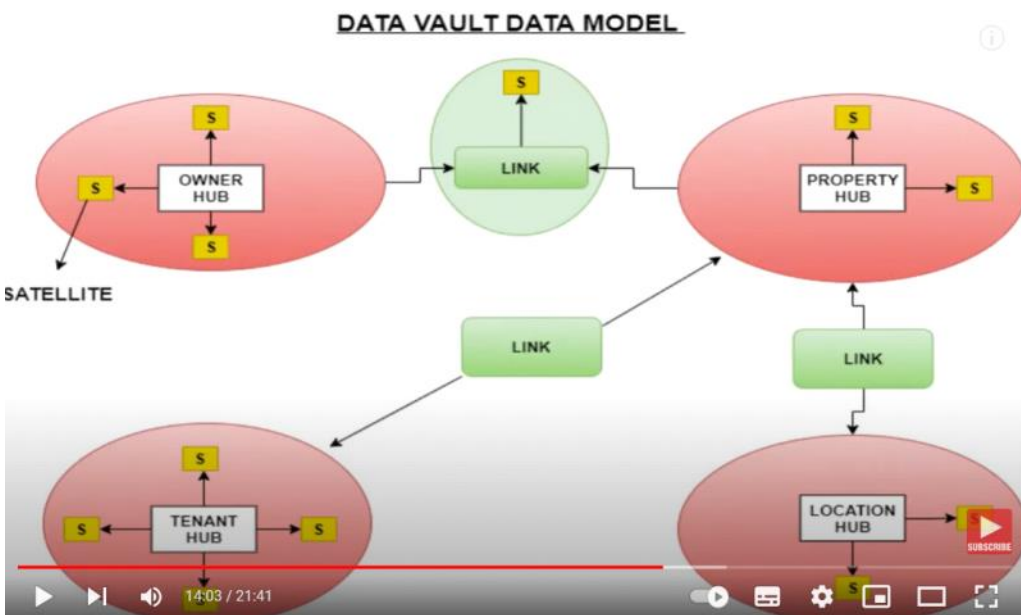 DATA VAULT DATA MODEL
S
S
S
OWNER
HUB
S
S
SATELLITE
LINK
S
PROPERTY
HUB
S
LINK
LINK
S
S
TENANT
HUB
S
S
LOCATION
HUB
S
S
SUBSCRIBE
14:03 / 21:41